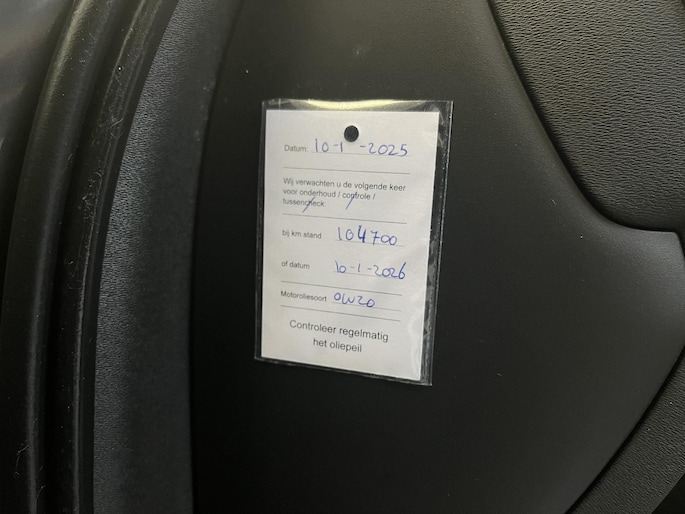 Datum: 10-1-2025
Wij verwachten u de volgende keer
voor onderhoud / controle /
tussencheck:
bij km.stand 104700
of datum 10-1-2026
Motoroliesoort 0W20
Controleer regelmatig
het oliepeil